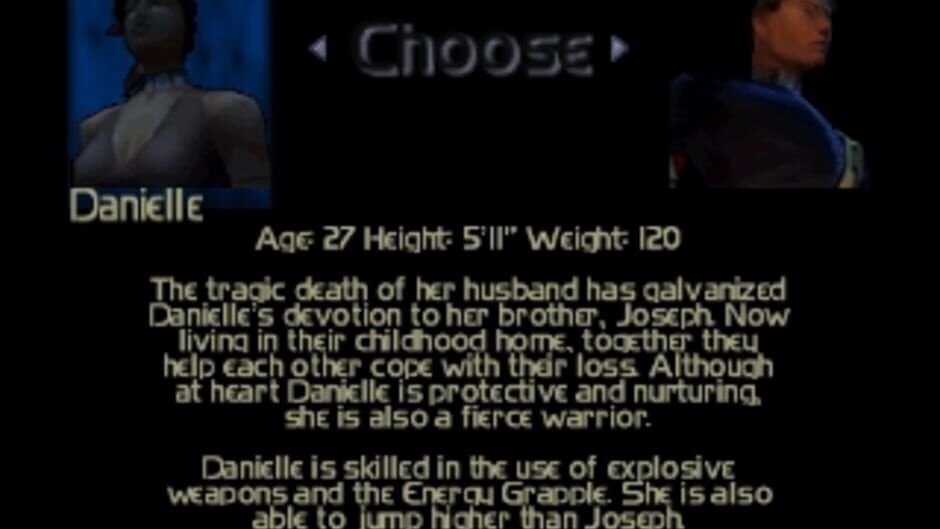 Choose
Danielle
Age: 27 Height: 5'11" Weight: 120
The tragic death of her husband has galvanized
Danielle's devotion to her brother, Joseph. Now
living in their childhood home, together they
help each other cope with their loss. Although
at heart Danielle is protective and nurturing,
she is also a fierce warrior.
Danielle is skilled in the use of explosive
weapons and the Energy Grapple. She is also
able to jump higher than Joseph.